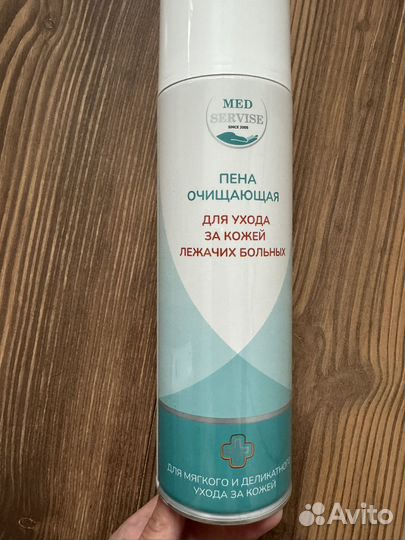 MED
SERVISE
SINCE 2005
ПЕНА
ОЧИЩАЮЩАЯ
ДЛЯ УХОДА
ЗА КОЖЕЙ
ЛЕЖАЧИХ БОЛЬНЫХ
ДЛЯ МЯГКОГО И ДЕЛИКАТНОГО
УХОДА ЗА КОЖЕЙ
Avito